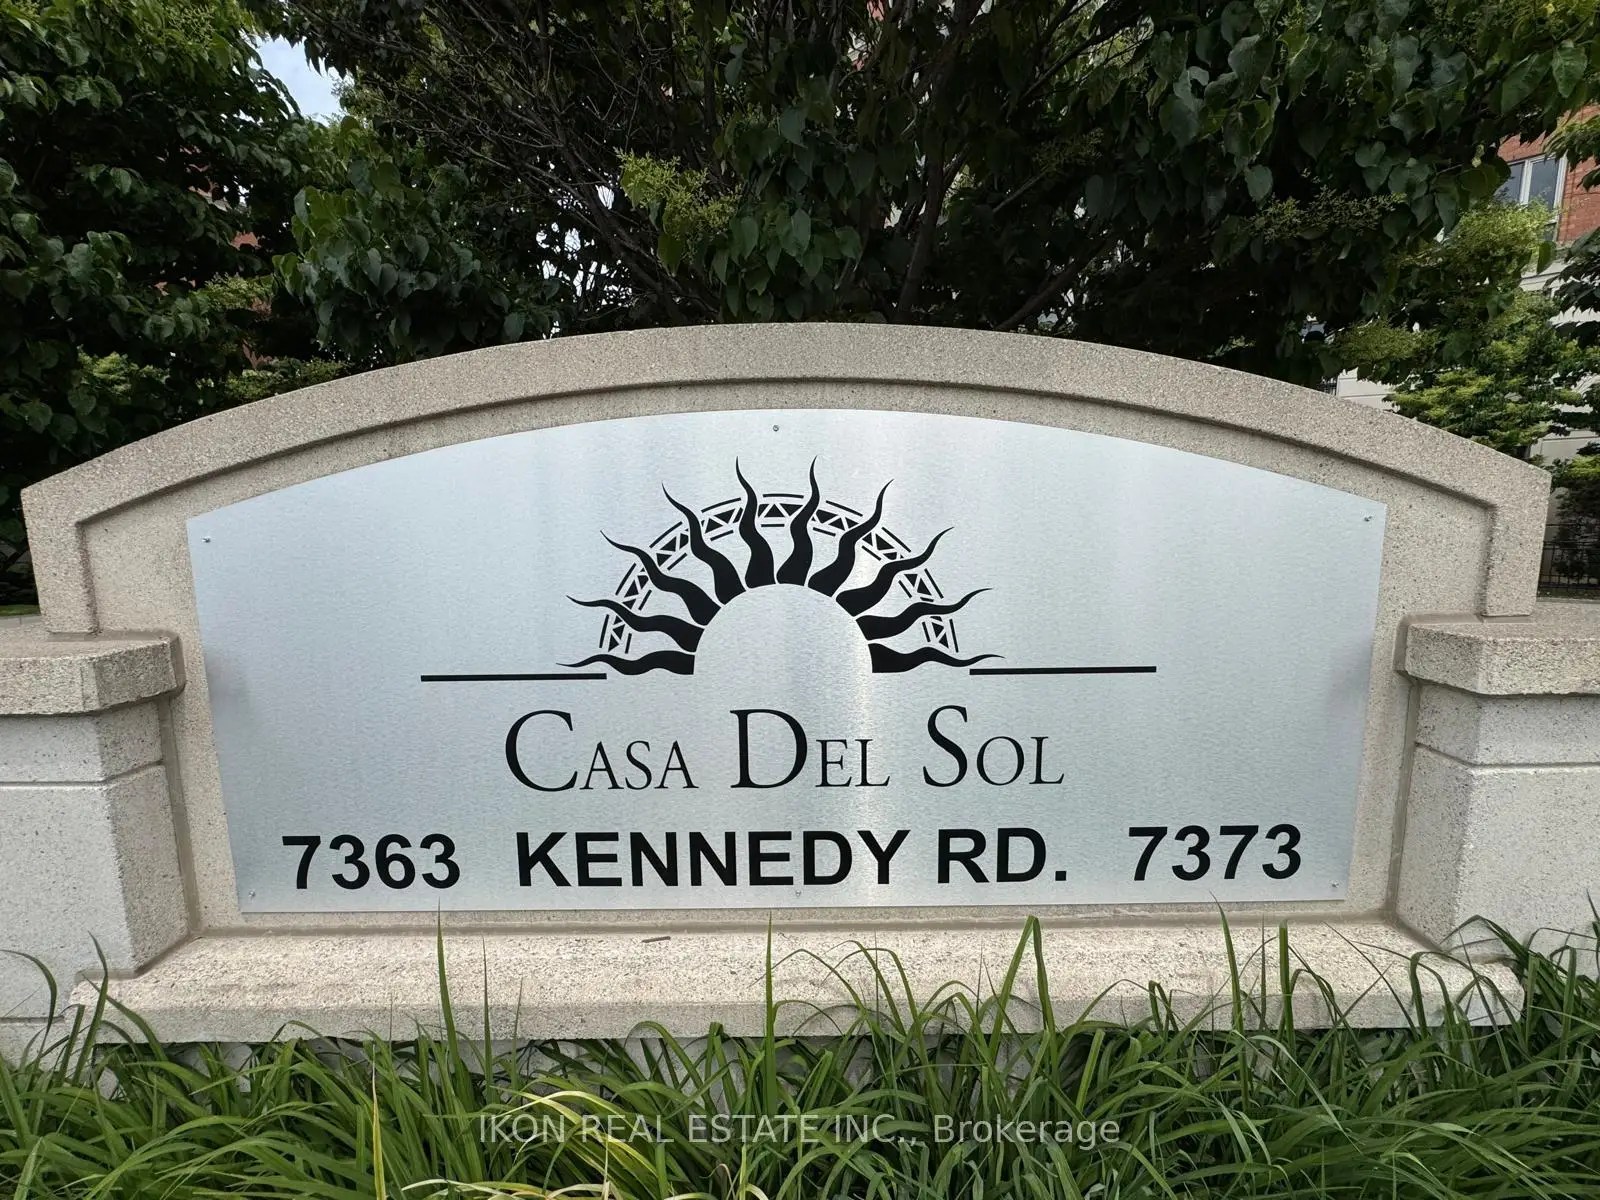 CASA DEL SOL
7363 KENNEDY RD. 7373
IKON REAL ESTATE INC., Brokerage